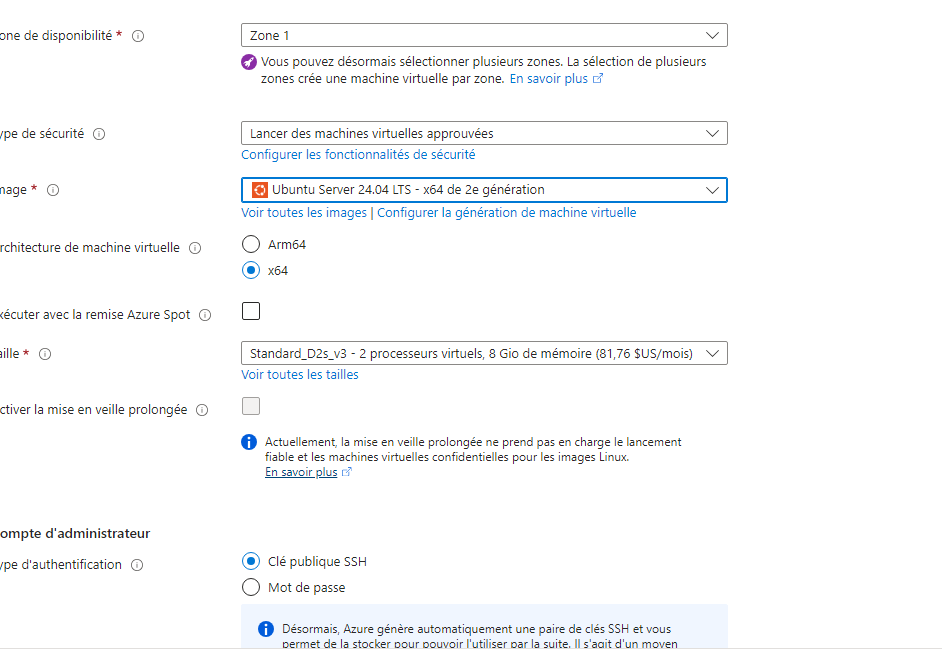 one de disponibilité *
Zone 1
Vous pouvez désormais sélectionner plusieurs zones. La sélection de plusieurs
zones crée une machine virtuelle par zone. En savoir plus
ype de sécurité
Lancer des machines virtuelles approuvées
Configurer les fonctionnalités de sécurité
mage *
Ubuntu Server 24.04 LTS - x64 de 2e génération
Voir toutes les images | Configurer la génération de machine virtuelle
rchitecture de machine virtuelle
Arm64
x64
xécuter avec la remise Azure Spot
aille *
Standard_D2s_v3 - 2 processeurs virtuels, 8 Gio de mémoire (81,76 $US/mois)
Voir toutes les tailles
ctiver la mise en veille prolongée
Actuellement, la mise en veille prolongée ne prend pas en charge le lancement
fiable et les machines virtuelles confidentielles pour les images Linux.
En savoir plus
ompte d'administrateur
ype d'authentification
Clé publique SSH
Mot de passe
Désormais, Azure génère automatiquement une paire de clés SSH et vous
permet de la stocker pour pouvoir l'utiliser par la suite. Il s'agit d'un moyen